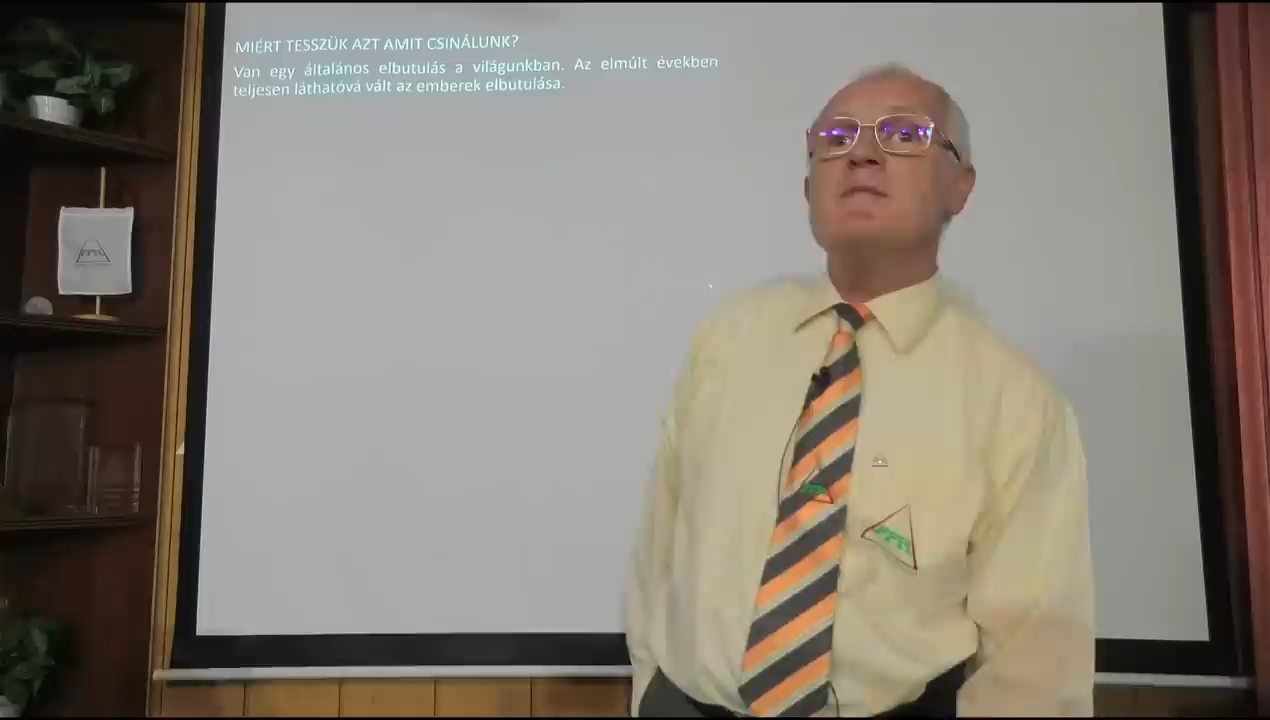 MIÉRT TESSZÜK AZT AMIT CSINÁLUNK?
Van egy általános elbutulás a világunkban. Az elmúlt években
teljesen láthatóvá vált az emberek elbutulása.